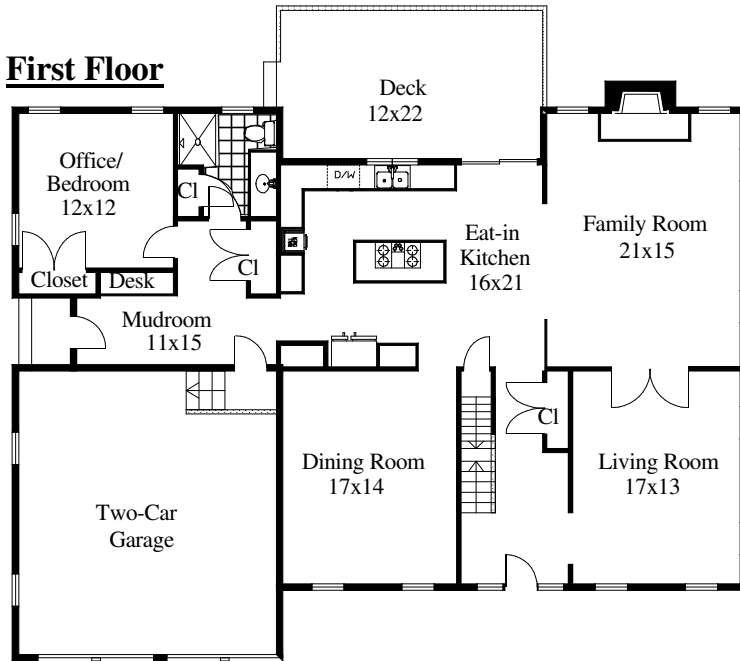 First Floor
Deck
12x22
Office/
Bedroom
12x12
Cl
D/W
Eat-in
Kitchen
16x21
Family Room
21x15
Closet
Desk
Cl
Mudroom
11x15
Cl
Dining Room
17x14
Living Room
17x13
Two-Car
Garage